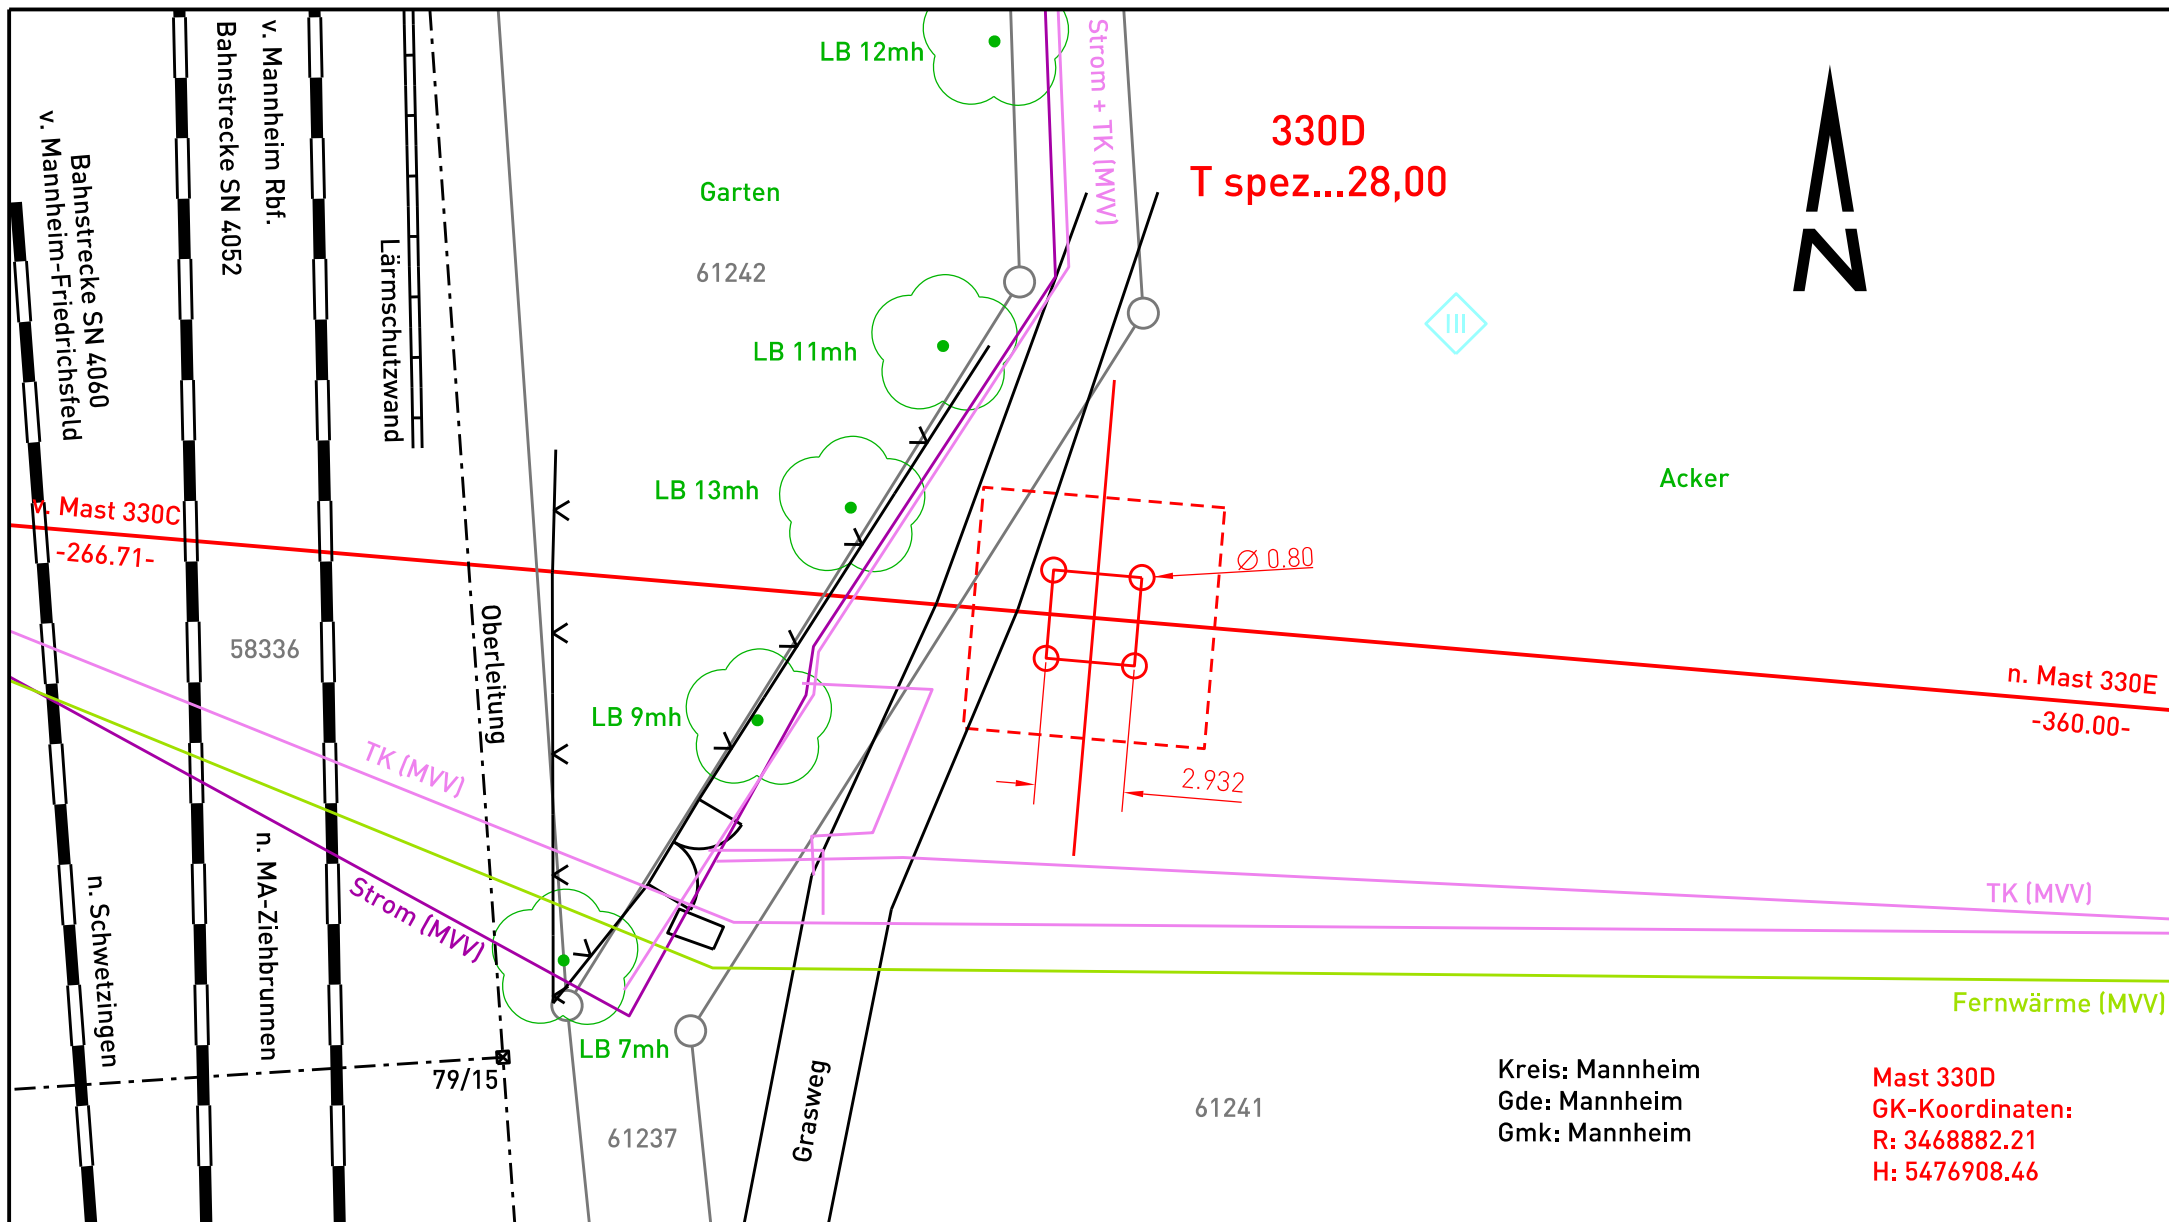 LB 12mh
Strom + TK (MVV)
330D
T spez...28,00
v. Mannheim Rbf.
Bahnstrecke SN 4052
Bahnstrecke SN 4060
v. Mannheim-Friedrichsfeld
Lärmschutzwand
Garten
61242
N
III
LB 11mh
LB 13mh
Acker
v. Mast 330C
-266.71-
Ø 0.80
58336
Oberleitung
LB 9mh
n. Mast 330E
-360.00-
2.932
TK (MVV)
Strom (MVV)
n. MA-Ziehbrunnen
n. Schwetzingen
TK (MVV)
Fernwärme (MVV)
LB 7mh
79/15
61237
Grasweg
61241
Kreis: Mannheim
Gde: Mannheim
Gmk: Mannheim
Mast 330D
GK-Koordinaten:
R: 3468882.21
H: 5476908.46